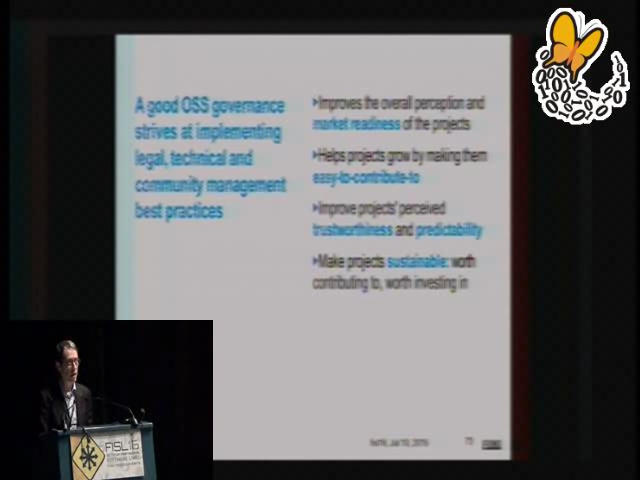 A good OSS governance
strives at implementing
legal, technical and
community management
best practices
Improves the overall perception and
market readiness of the projects
Helps projects grow by making them
easy-to-contribute-to
Improve projects' perceived
trustworthiness and predictability
Make projects sustainable: worth
contributing to, worth investing in
FISL16